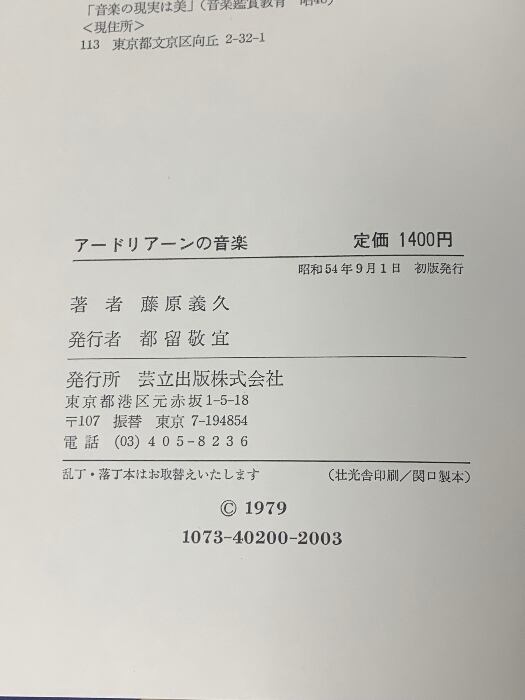 「音楽の現実は美」(音楽鑑賞教育 昭48)
<現住所>
113 東京都文京区向丘 2-32-1
アードリアーンの音楽 定価 1400円
昭和54年9月1日 初版発行
著者 藤原義久
発行者 都留敬宜
発行所 芸立出版株式会社
東京都港区元赤坂1-5-18
〒107 振替 東京 7-194854
電話 (03) 405-8236
乱丁・落丁本はお取替えいたします (壮光舎印刷/関口製本)
© 1979
1073-40200-2003